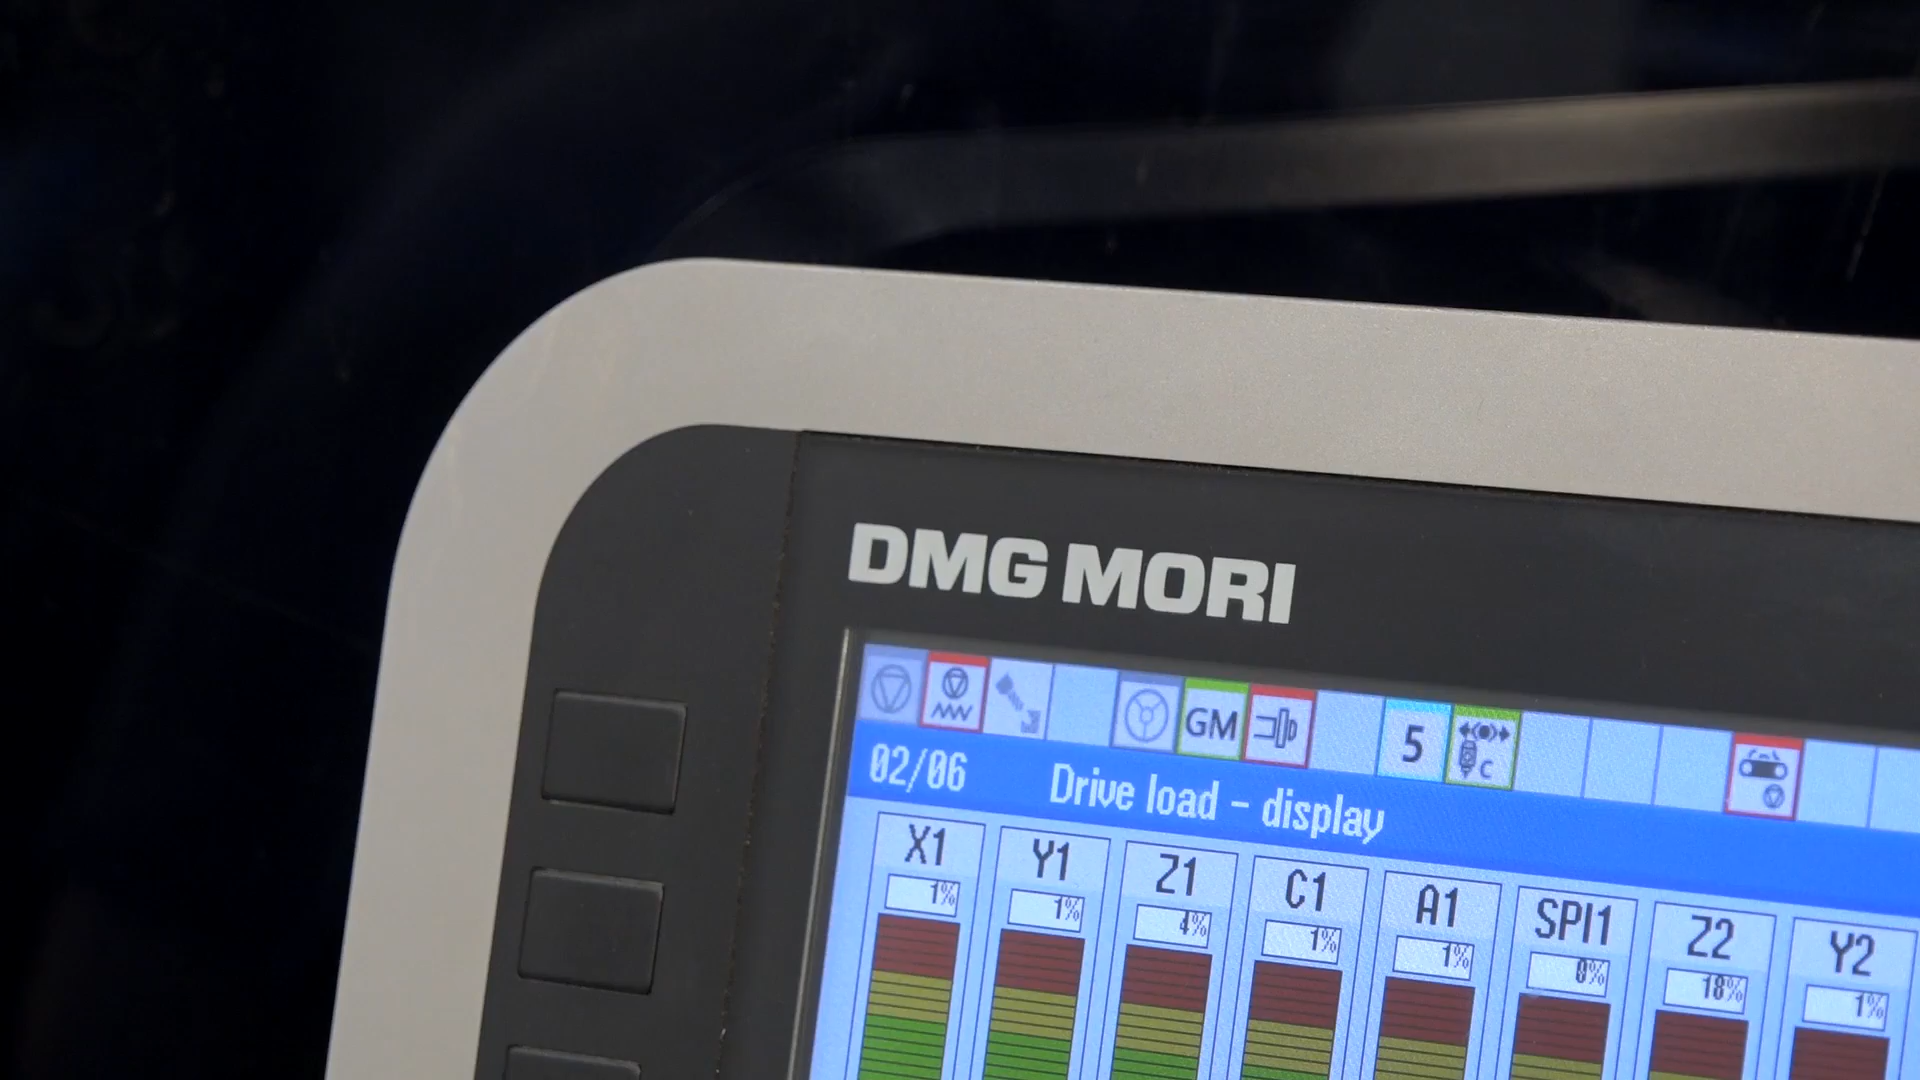 DMG MORI
GM 5 C
02/06 Drive load - display
X1 Y1 Z1 C1 A1 SPI1 Z2 Y2
1% 1% 4% 1% 1% 0% 18% 1%